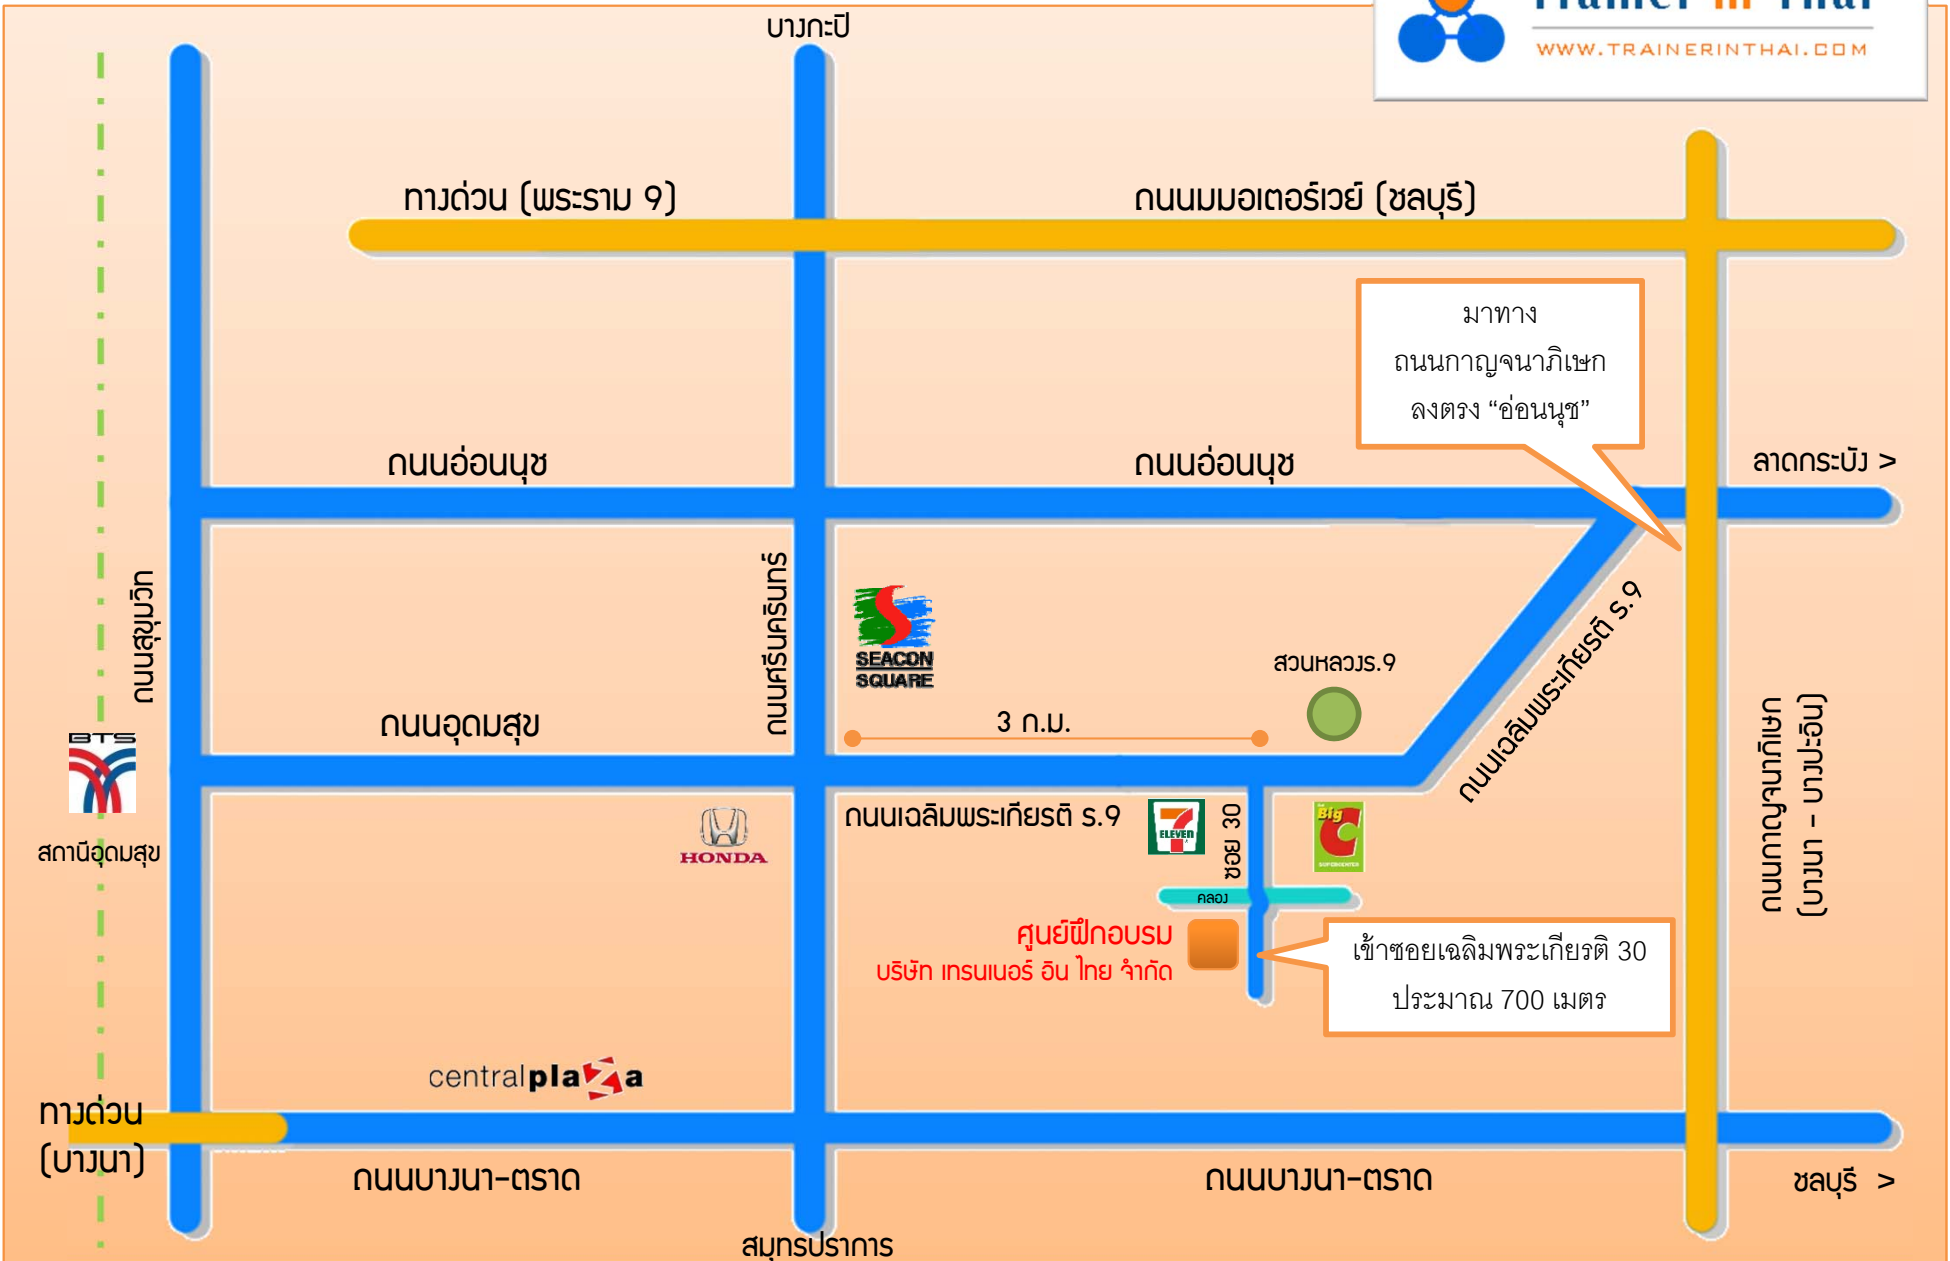 บางกะปิ
Trainer in Thai
WWW.TRAINERINTHAI.COM
ทางด่วน (พระราม 9)
ถนนมมอเตอร์เวย์ (ชลบุรี)
มาทาง
ถนนกาญจนาภิเษก
ลงตรง “อ่อนนุช”
ถนนอ่อนนุช
ถนนอ่อนนุช
ลาดกระบัง >
ถนนสุขุมวิท
ถนนศรีนครินทร์
SEACON
SQUARE
สวนหลวงร.9
ถนนเฉลิมพระเกียรติ ร.9
ถนนอุดมสุข
3 ก.ม.
BTS
สถานีอุดมสุข
ถนนกาญจนาภิเษก
(บางนา - บางปะอิน)
HONDA
ถนนเฉลิมพระเกียรติ ร.9
7
ELEVEN
ซอย 30
Big
C
SUPERCENTER
คลอง
ศูนย์ฝึกอบรม
บริษัท เทรนเนอร์ อิน ไทย จำกัด
เข้าซอยเฉลิมพระเกียรติ 30
ประมาณ 700 เมตร
centralplaza
ทางด่วน
(บางนา)
ถนนบางนา-ตราด
ถนนบางนา-ตราด
ชลบุรี >
สมุทรปราการ